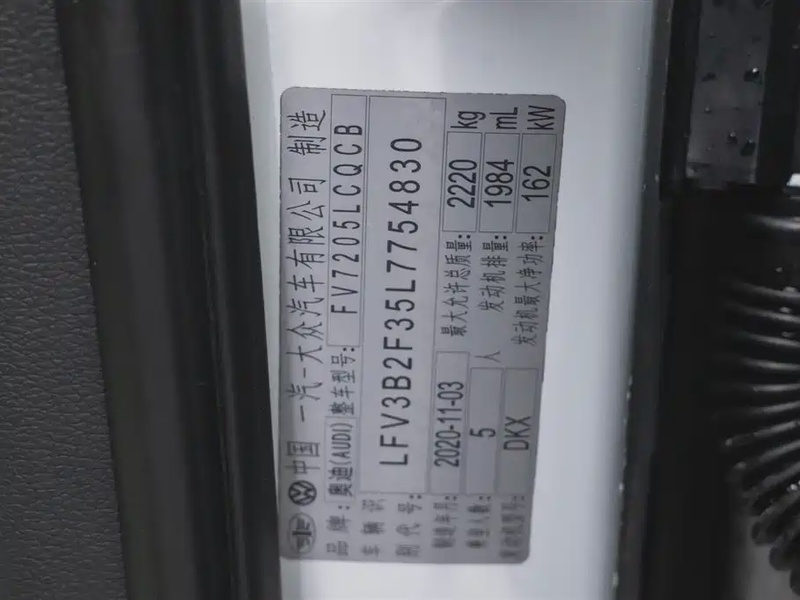 中国 一汽-大众汽车有限公司 制造
品牌: 奥迪(AUDI) 整车型号: FV7205LCQCB
车辆识别代号: LFV3B2F35L7754830
制造年月: 2020-11-03 最大允许总质量: 2220 kg
乘坐人数: 5 人 发动机排量: 1984 mL
发动机型号: DKX 发动机最大净功率: 162 kW